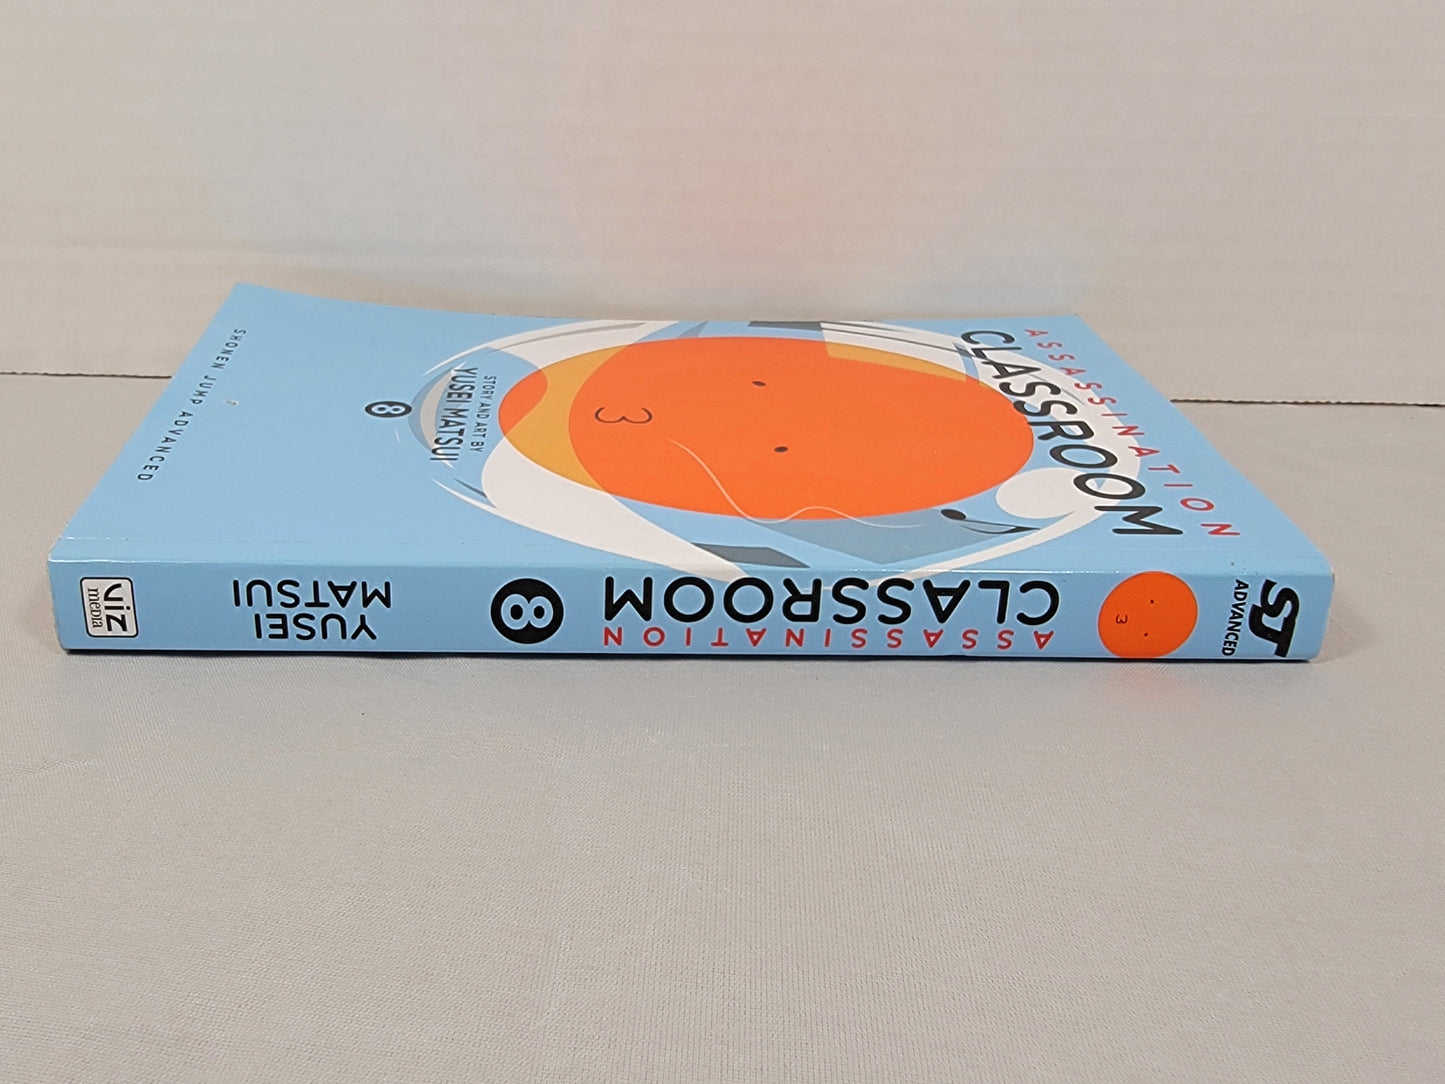 ASSASSINATION
CLASSROOM
STORY AND ART BY
YUSEI MATSUI
8
SHONEN JUMP ADVANCED
SJ
ADVANCED
ASSASSINATION
CLASSROOM
8
YUSEI
MATSUI
VIZ
media